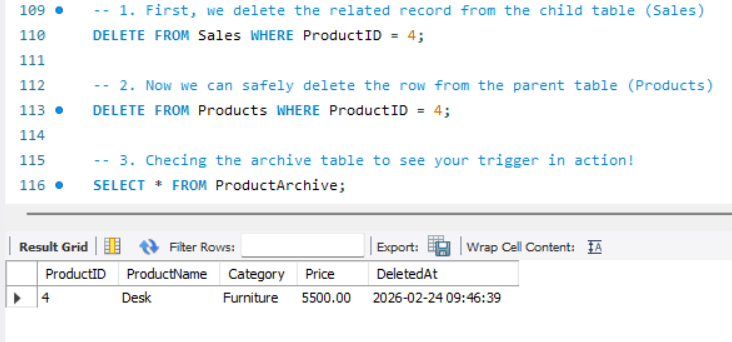 109 -- 1. First, we delete the related record from the child table (Sales)
110 DELETE FROM Sales WHERE ProductID = 4;
111
112 -- 2. Now we can safely delete the row from the parent table (Products)
113 DELETE FROM Products WHERE ProductID = 4;
114
115 -- 3. Checing the archive table to see your trigger in action!
116 SELECT * FROM ProductArchive;
Result Grid Filter Rows: Export: Wrap Cell Content: IA
ProductID ProductName Category Price DeletedAt
4 Desk Furniture 5500.00 2026-02-24 09:46:39